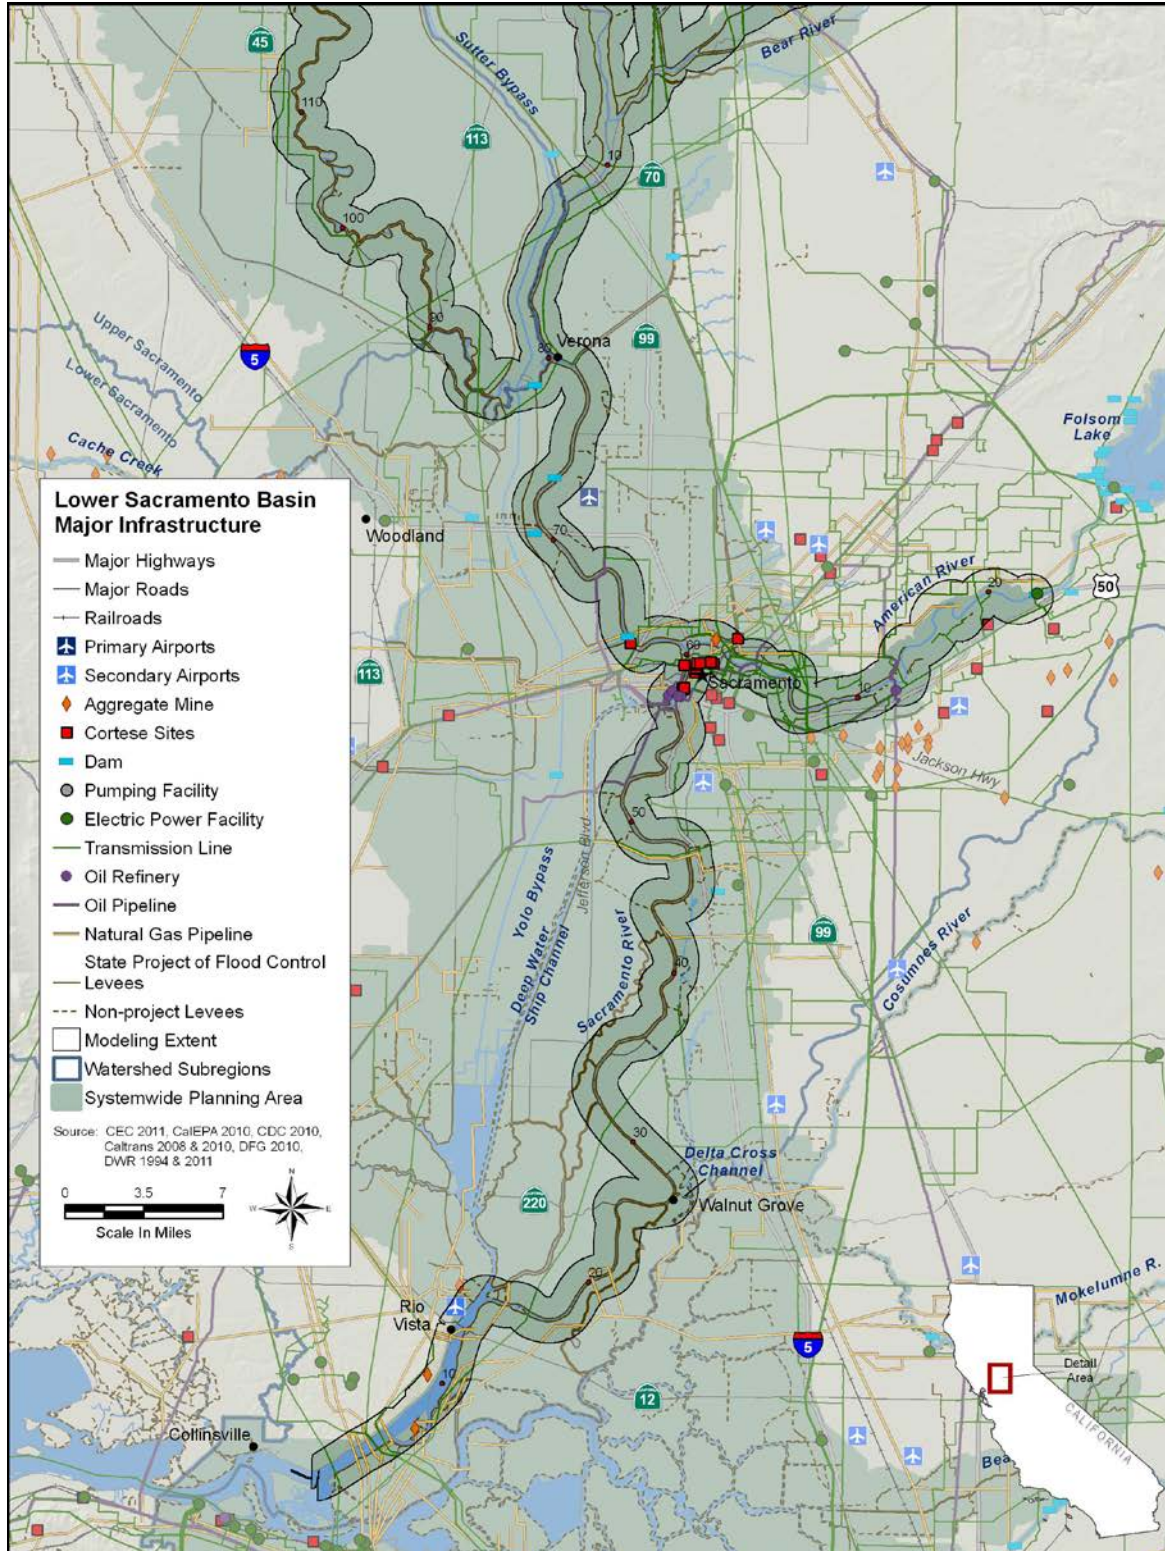 45
Sutter Bypass
Bear River
110
113
10
70
100
90
99
80
Verona
5
Upper Sacramento
Lower Sacramento
Cache Creek
Folsom
Lake
70
Woodland
American River
20
50
60
Sacramento
10
113
Jackson Hwy
50
Jefferson Blvd
Yolo Bypass
Deep Water
Ship Channel
Sacramento River
99
Cosumnes River
40
30
Delta Cross
Channel
Walnut Grove
220
20
Rio
Vista
10
Collinsville
5
12
Mokelumne R.
Bea
Detail
Area
CALIFORNIA
Lower Sacramento Basin
Major Infrastructure
Major Highways
Major Roads
Railroads
Primary Airports
Secondary Airports
Aggregate Mine
Cortese Sites
Dam
Pumping Facility
Electric Power Facility
Transmission Line
Oil Refinery
Oil Pipeline
Natural Gas Pipeline
State Project of Flood Control
Levees
Non-project Levees
Modeling Extent
Watershed Subregions
Systemwide Planning Area
Source: CEC 2011, CalEPA 2010, CDC 2010,
Caltrans 2008 & 2010, DFG 2010,
DWR 1994 & 2011
0 3.5 7
Scale In Miles
N
W E
S